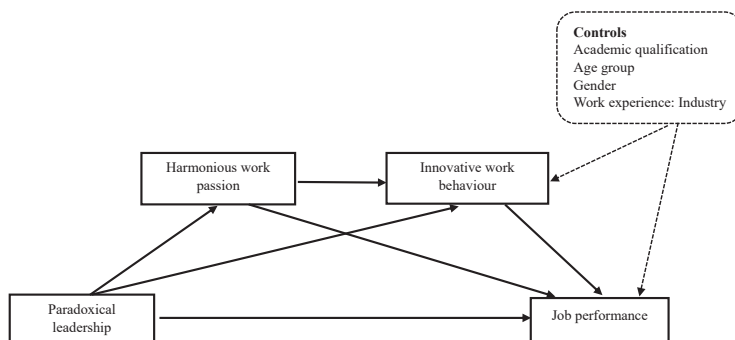 Controls
Academic qualification
Age group
Gender
Work experience: Industry
Harmonious work
passion
Innovative work
behaviour
Paradoxical
leadership
Job performance